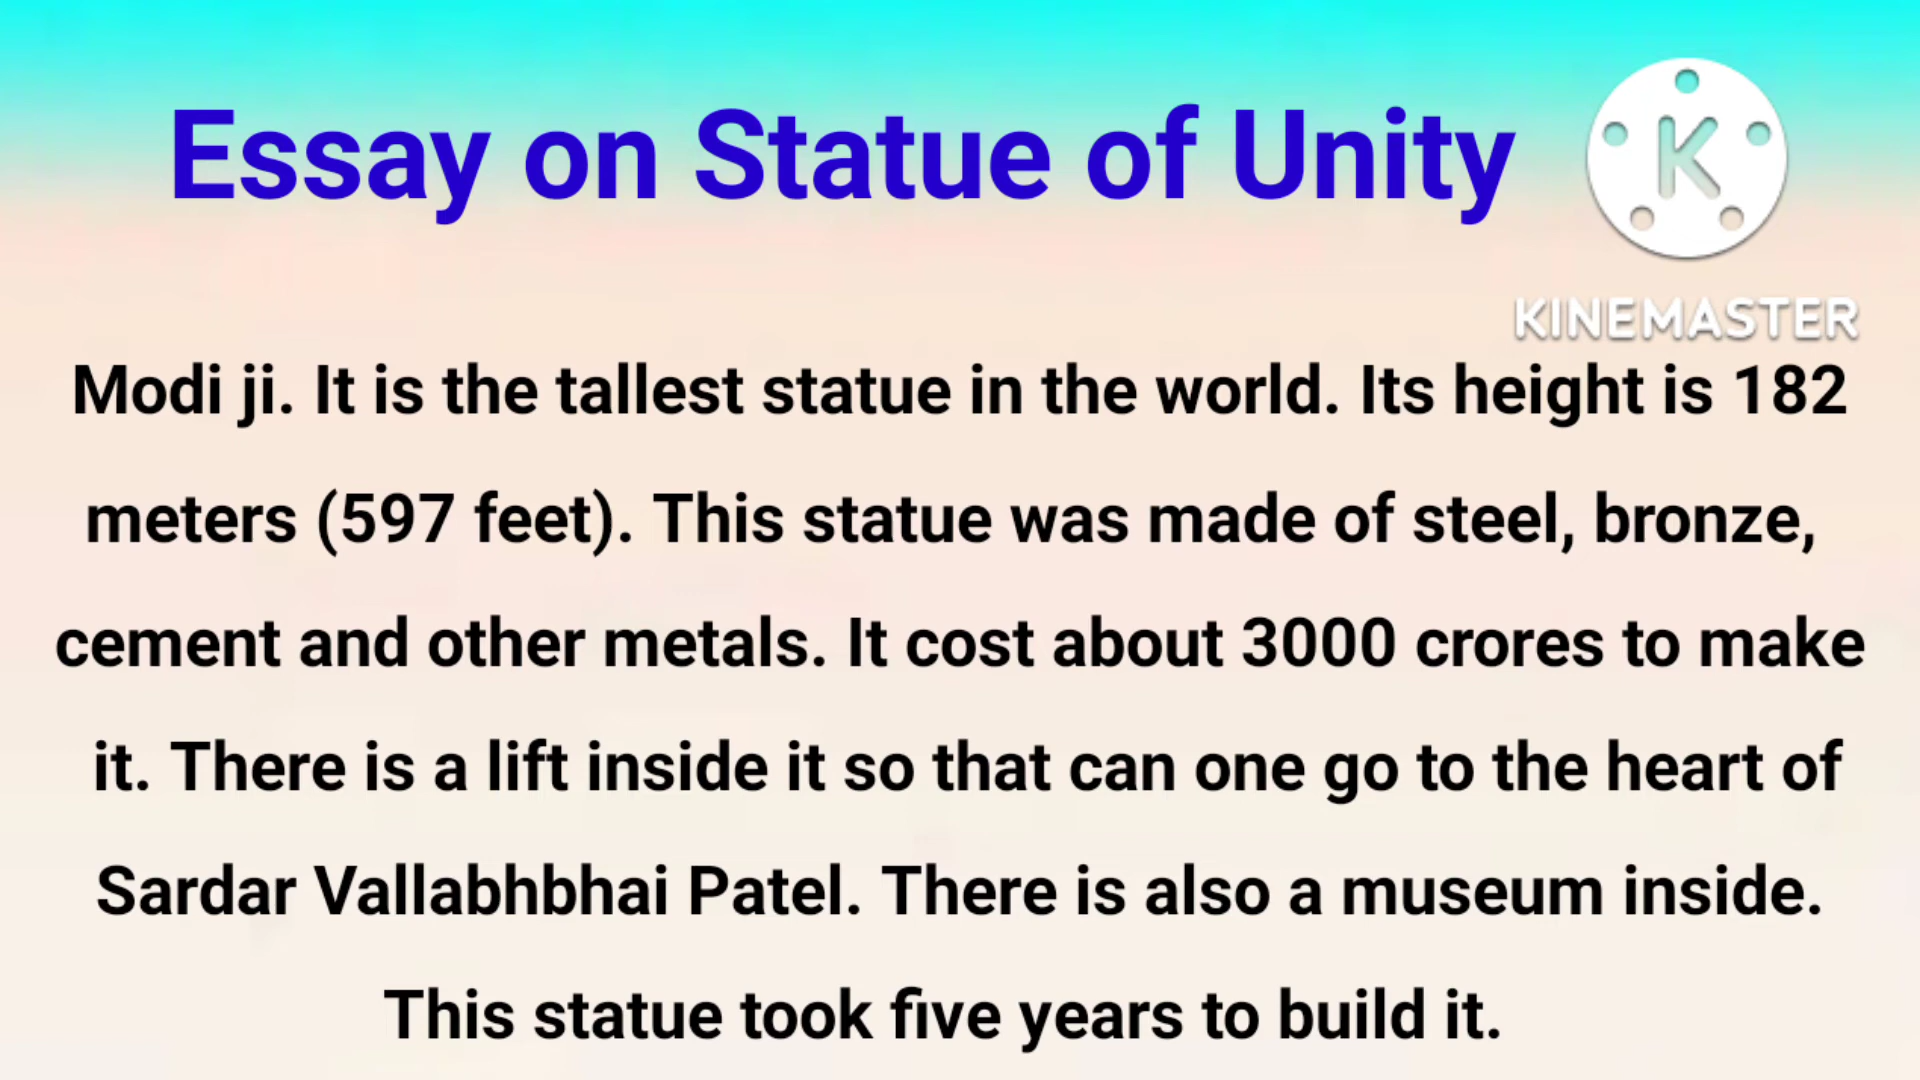 Essay on Statue of Unity
K
KINEMASTER
Modi ji. It is the tallest statue in the world. Its height is 182
meters (597 feet). This statue was made of steel, bronze,
cement and other metals. It cost about 3000 crores to make
it. There is a lift inside it so that can one go to the heart of
Sardar Vallabhbhai Patel. There is also a museum inside.
This statue took five years to build it.